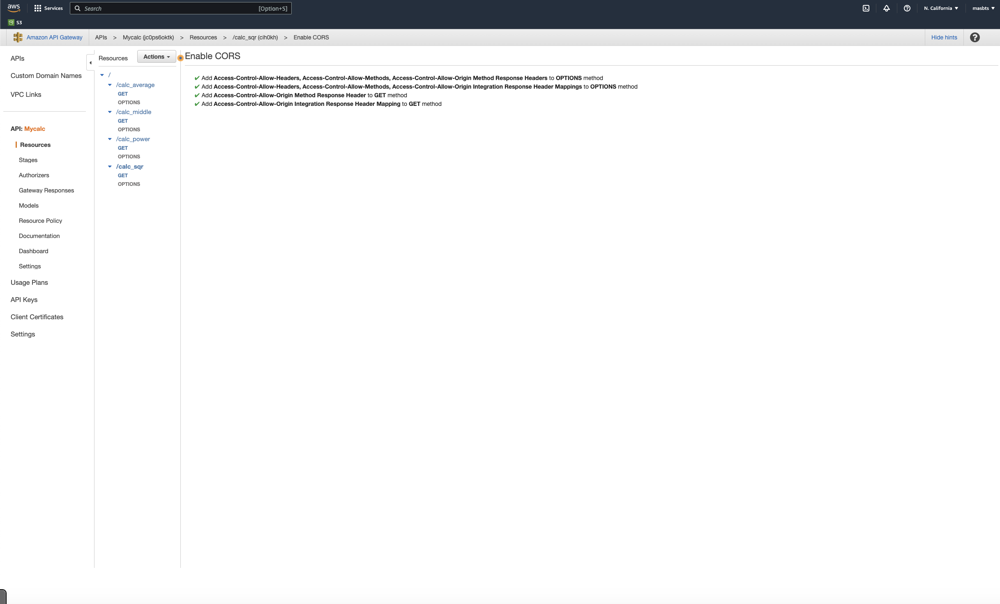 aws
Services
Search
[Option+S]
N. California
masbts
S3
Amazon API Gateway
APIs > Mycalc (jc0ps6oktk) > Resources > /calc_sqr (cih0kh) > Enable CORS
Hide hints
APIs
Custom Domain Names
VPC Links
API: Mycalc
Resources
Stages
Authorizers
Gateway Responses
Models
Resource Policy
Documentation
Dashboard
Settings
Usage Plans
API Keys
Client Certificates
Settings
Resources
Actions
/
/calc_average
GET
OPTIONS
/calc_middle
GET
OPTIONS
/calc_power
GET
OPTIONS
/calc_sqr
GET
OPTIONS
Enable CORS
✔ Add Access-Control-Allow-Headers, Access-Control-Allow-Methods, Access-Control-Allow-Origin Method Response Headers to OPTIONS method
✔ Add Access-Control-Allow-Headers, Access-Control-Allow-Methods, Access-Control-Allow-Origin Integration Response Header Mappings to OPTIONS method
✔ Add Access-Control-Allow-Origin Method Response Header to GET method
✔ Add Access-Control-Allow-Origin Integration Response Header Mapping to GET method